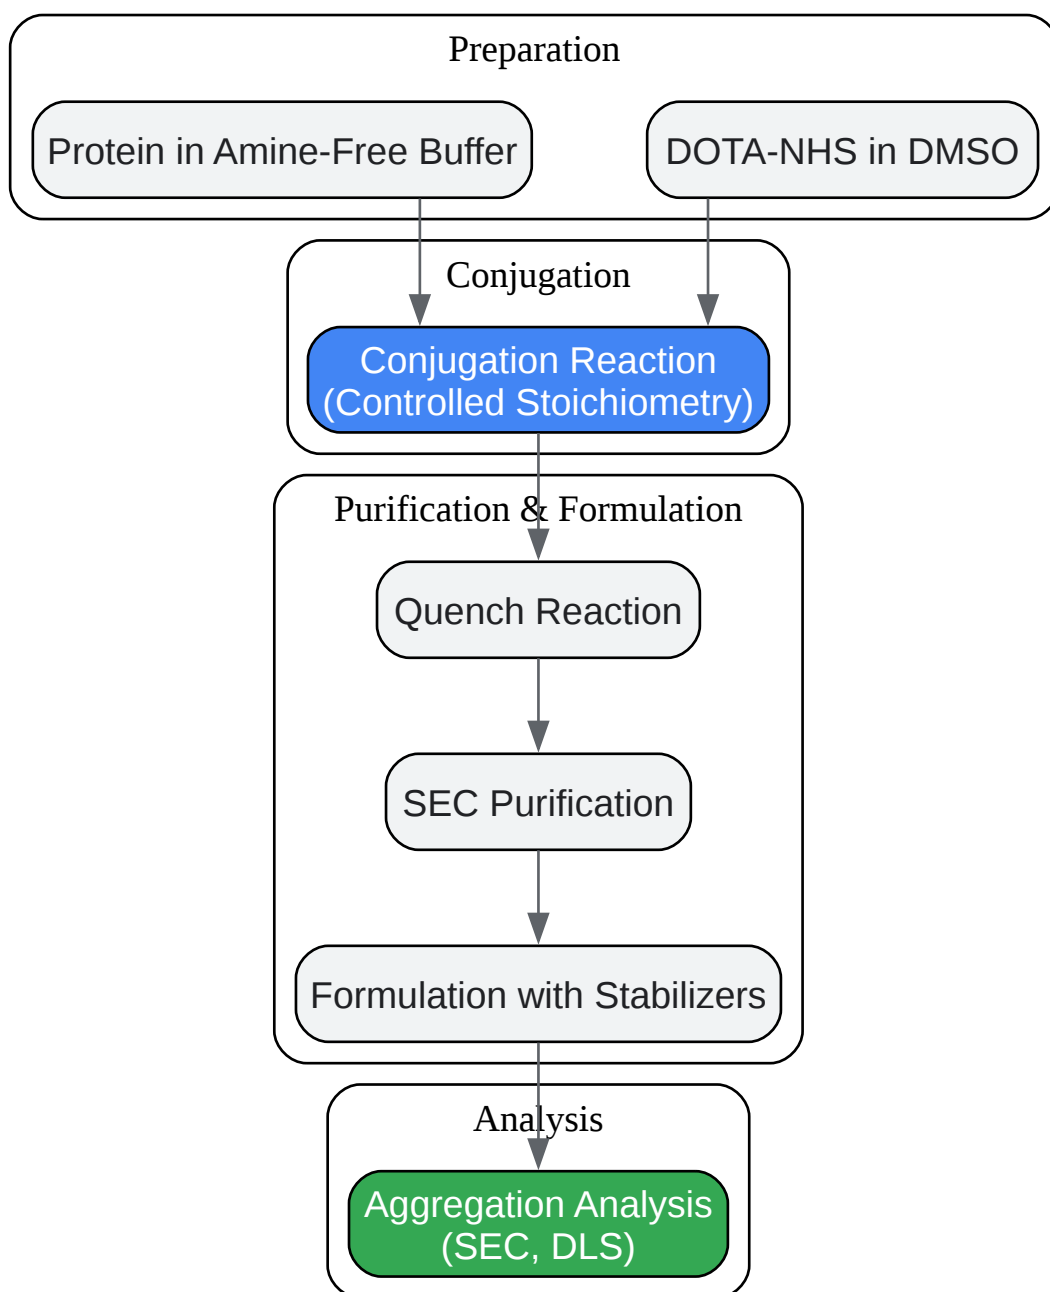 Preparation
Protein in Amine-Free Buffer
DOTA-NHS in DMSO
Conjugation
Conjugation Reaction
(Controlled Stoichiometry)
Purification & Formulation
Quench Reaction
SEC Purification
Formulation with Stabilizers
Analysis
Aggregation Analysis
(SEC, DLS)